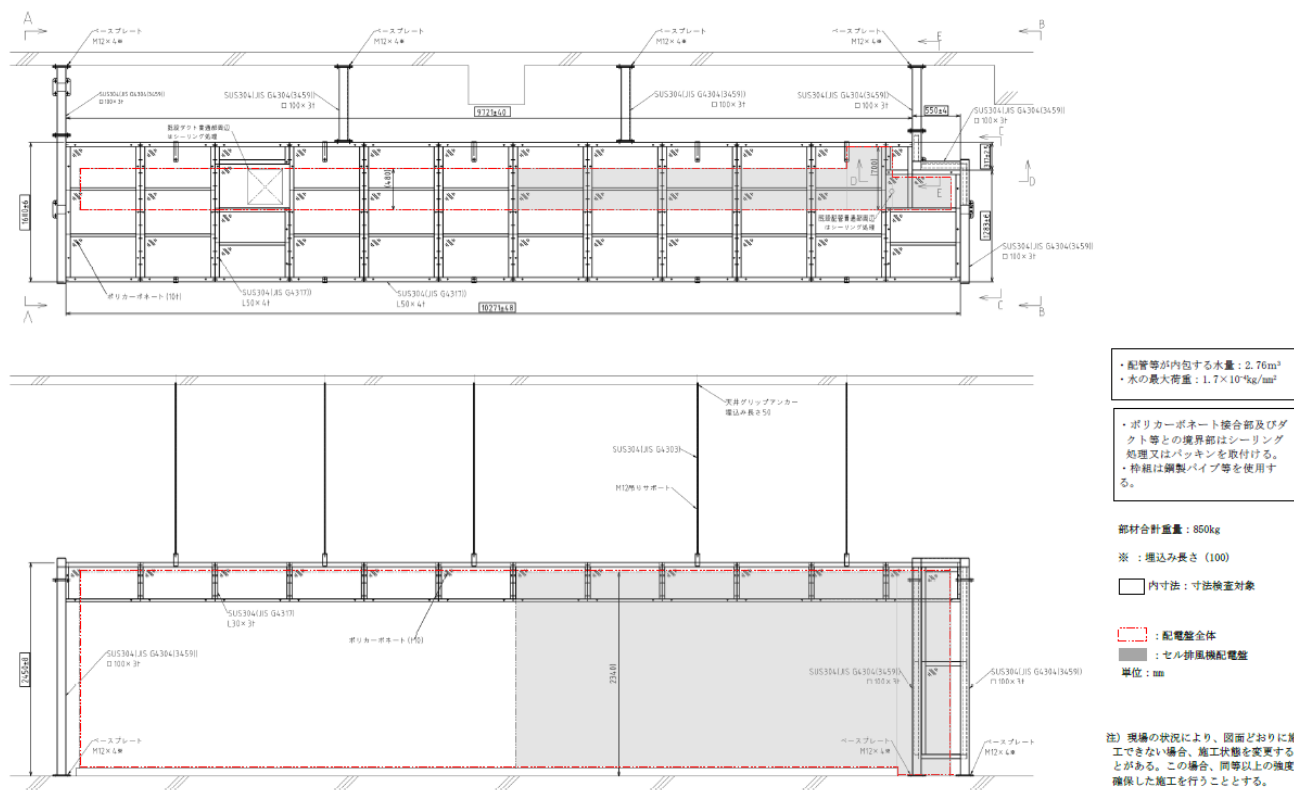 A
B
ベースプレート
M12×4※
ベースプレート
M12×4※
ベースプレート
M12×4※
ベースプレート
M12×4※
E
SUS304(JIS G4304(3459))
□100×3t
SUS304(JIS G4304(3459))
□100×3t
SUS304(JIS G4304(3459))
□100×3t
SUS304(JIS G4304(3459))
□100×3t
9721±40
550±4
SUS304(JIS G4304(3459))
□100×3t
既設ダクト貫通部周辺
はシーリング処理
C
(480)
(700)
D
D
E
1680±6
1283±6
既設配管貫通部周辺
はシーリング処理
SUS304(JIS G4304(3459))
□100×3t
ポリカーボネート(10t)
SUS304(JIS G4317)
L50×4t
SUS304(JIS G4317)
L50×4t
10271±48
A
C
B
・配管等が内包する水量：2.76m³
・水の最大荷重：1.7×10⁻⁴kg/mm²
・ポリカーボネート接合部及びダ
クト等との境界部はシーリング
処理又はパッキンを取付ける。
・枠組は鋼製パイプ等を使用す
る。
部材合計重量：850kg
※ ：埋込み長さ（100）
内寸法：寸法検査対象
：配電盤全体
：セル排風機配電盤
単位：mm
注）現場の状況により、図面どおりに施
工できない場合、施工状態を変更する
とがある。この場合、同等以上の強度
確保した施工を行うこととする。
天井グリップアンカー
埋込み長さ50
SUS304(JIS G4303)
M12吊りサポート
SUS304(JIS G4317)
L30×3t
ポリカーボネート(t10)
SUS304(JIS G4304(3459))
□100×3t
2450±8
2340
SUS304(JIS G4304(3459))
□100×3t
SUS304(JIS G4304(3459))
□100×3t
ベースプレート
M12×4※
ベースプレート
M12×4※
ベースプレート
M12×4※